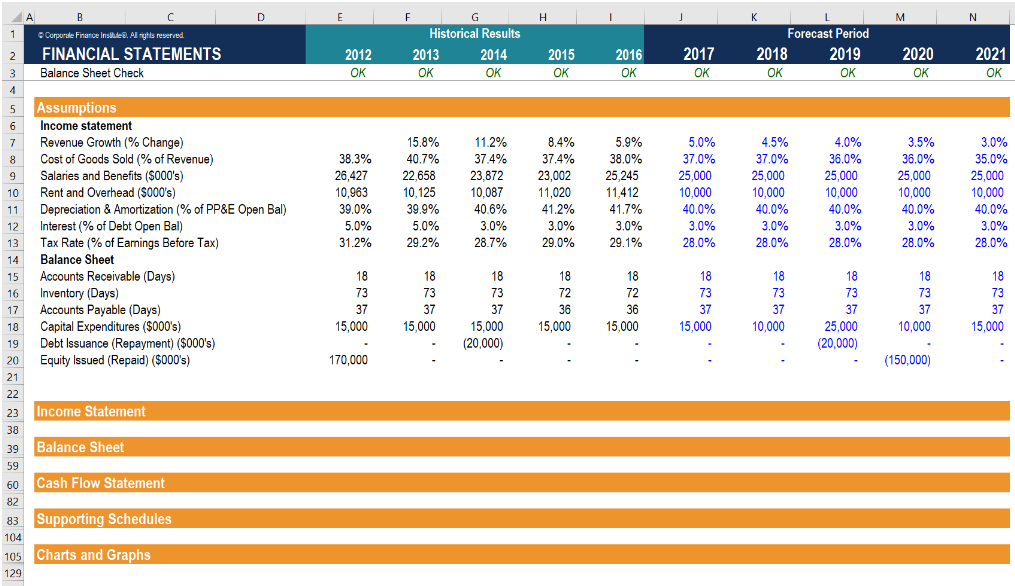 A B C D E F G H I J K L M N
1 © Corporate Finance Institute®. All rights reserved. Historical Results Forecast Period
2 FINANCIAL STATEMENTS 2012 2013 2014 2015 2016 2017 2018 2019 2020 2021
3 Balance Sheet Check OK OK OK OK OK OK OK OK OK OK
4
5 Assumptions
6 Income statement
7 Revenue Growth (% Change) 15.8% 11.2% 8.4% 5.9% 5.0% 4.5% 4.0% 3.5% 3.0%
8 Cost of Goods Sold (% of Revenue) 38.3% 40.7% 37.4% 37.4% 38.0% 37.0% 37.0% 36.0% 36.0% 35.0%
9 Salaries and Benefits ($000's) 26,427 22,658 23,872 23,002 25,245 25,000 25,000 25,000 25,000 25,000
10 Rent and Overhead ($000's) 10,963 10,125 10,087 11,020 11,412 10,000 10,000 10,000 10,000 10,000
11 Depreciation & Amortization (% of PP&E Open Bal) 39.0% 39.9% 40.6% 41.2% 41.7% 40.0% 40.0% 40.0% 40.0% 40.0%
12 Interest (% of Debt Open Bal) 5.0% 5.0% 3.0% 3.0% 3.0% 3.0% 3.0% 3.0% 3.0% 3.0%
13 Tax Rate (% of Earnings Before Tax) 31.2% 29.2% 28.7% 29.0% 29.1% 28.0% 28.0% 28.0% 28.0% 28.0%
14 Balance Sheet
15 Accounts Receivable (Days) 18 18 18 18 18 18 18 18 18 18
16 Inventory (Days) 73 73 73 72 72 73 73 73 73 73
17 Accounts Payable (Days) 37 37 37 36 36 37 37 37 37 37
18 Capital Expenditures ($000's) 15,000 15,000 15,000 15,000 15,000 15,000 10,000 25,000 10,000 15,000
19 Debt Issuance (Repayment) ($000's) - - (20,000) - - - - (20,000) - -
20 Equity Issued (Repaid) ($000's) 170,000 - - - - - - - (150,000) -
21
22
23 Income Statement
38
39 Balance Sheet
59
60 Cash Flow Statement
82
83 Supporting Schedules
104
105 Charts and Graphs
129